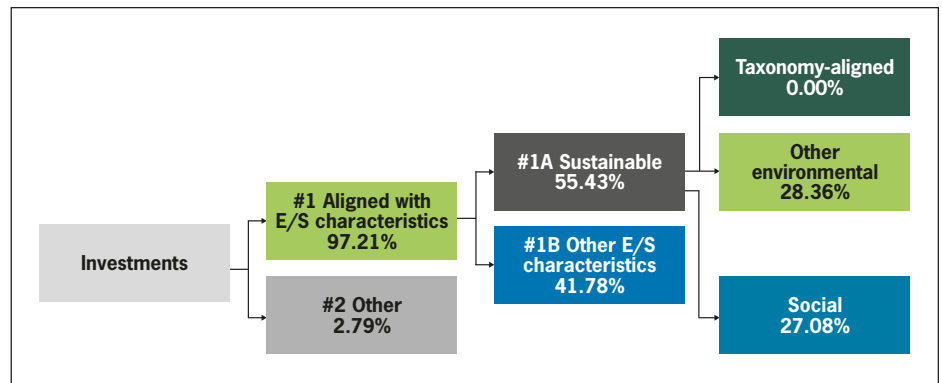 Investments
#1 Aligned with
E/S characteristics
97.21%
#2 Other
2.79%
#1A Sustainable
55.43%
#1B Other E/S
characteristics
41.78%
Taxonomy-aligned
0.00%
Other
environmental
28.36%
Social
27.08%